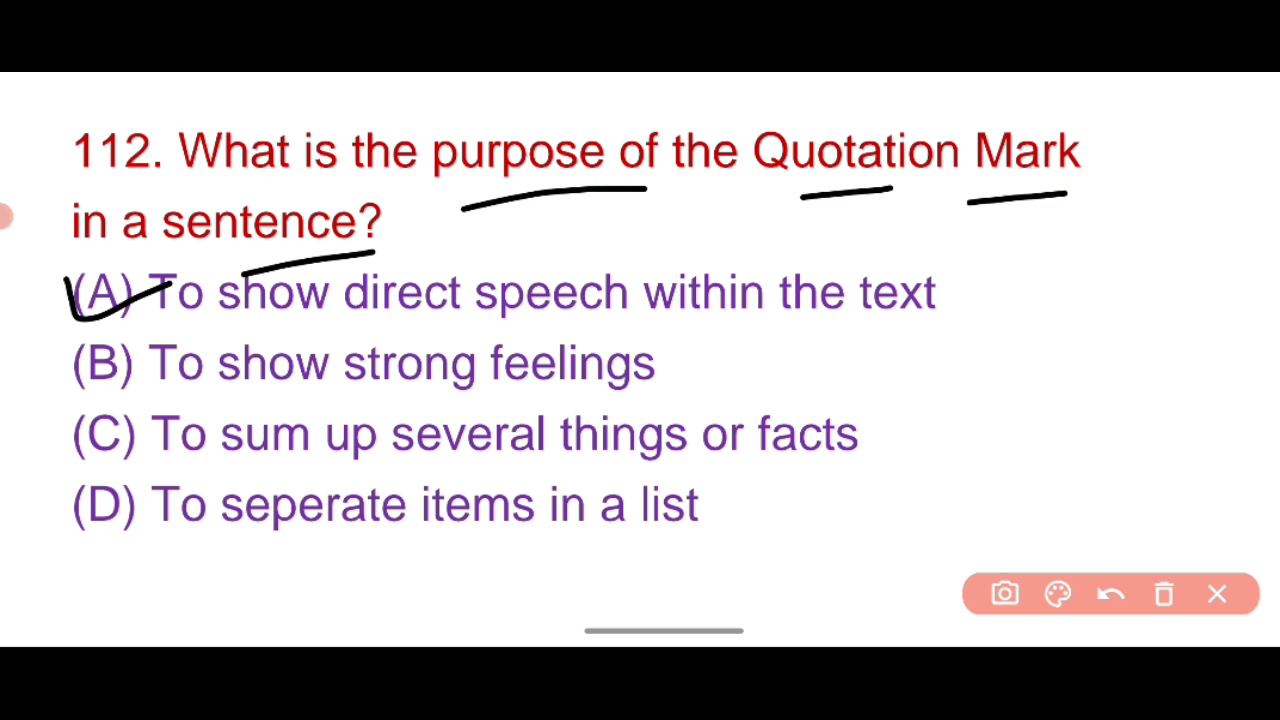 112. What is the purpose of the Quotation Mark
in a sentence?
(A) To show direct speech within the text
(B) To show strong feelings
(C) To sum up several things or facts
(D) To seperate items in a list